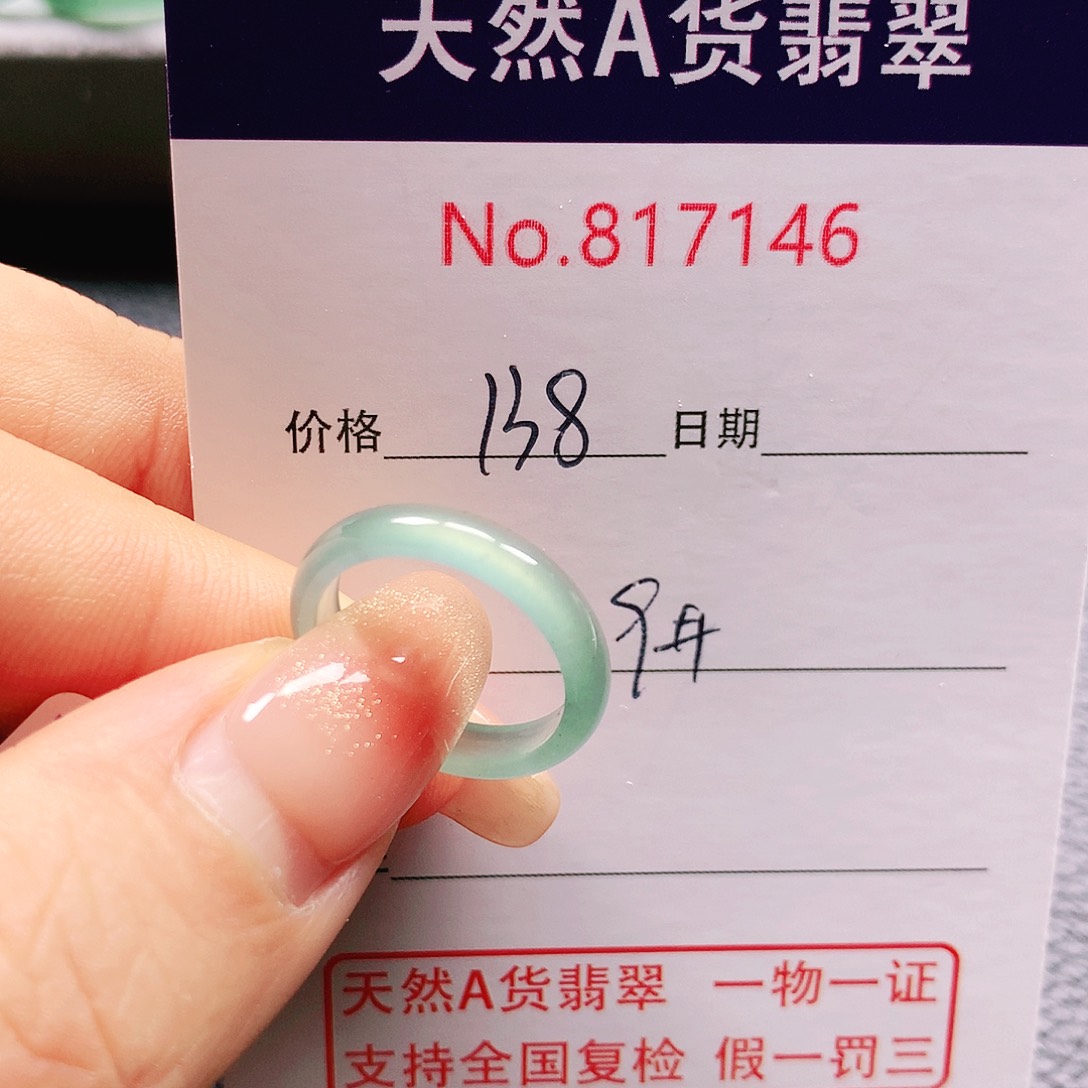 天然A货翡翠
No.817146
价格 158 日期
天然A货翡翠 一物一证
支持全国复检 假一罚三